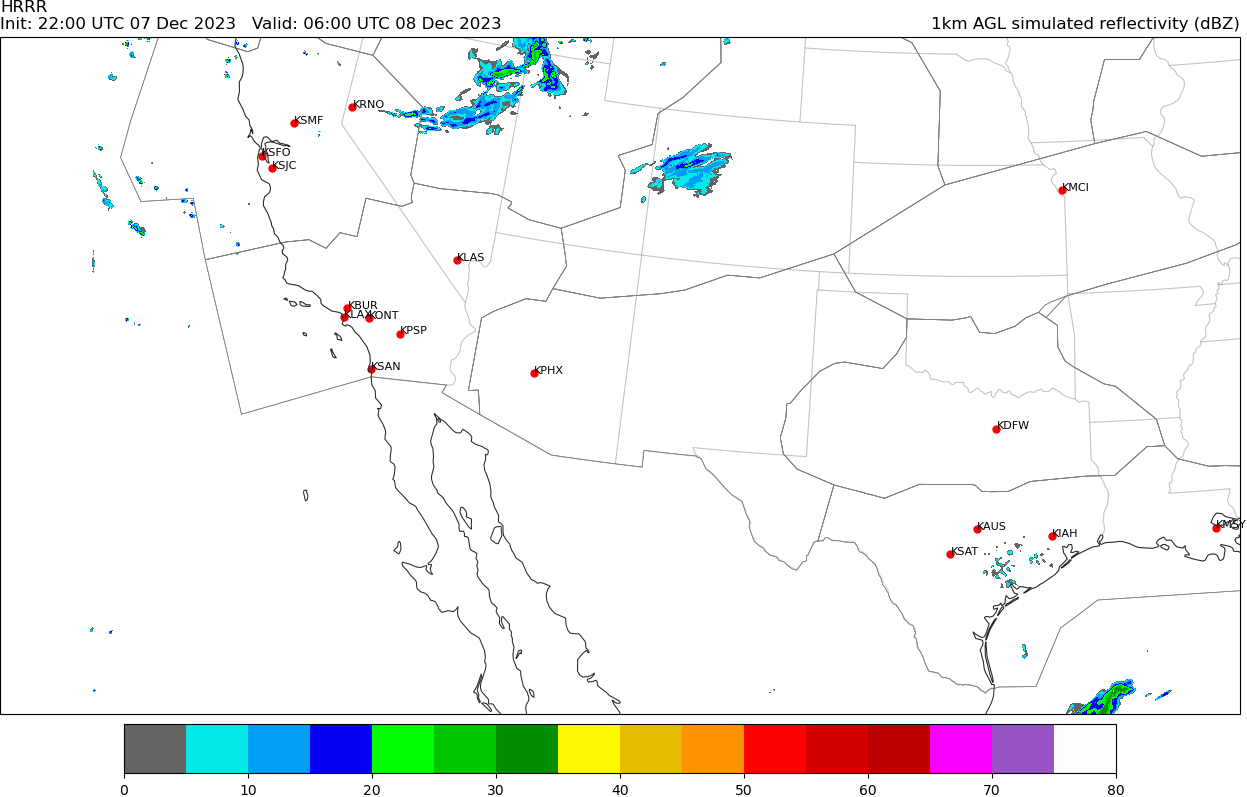 HRRR
Init: 22:00 UTC 07 Dec 2023   Valid: 06:00 UTC 08 Dec 2023   1km AGL simulated reflectivity (dBZ)
KRNO
KSMF
KSFO
KSJC
KMCI
KLAS
KBUR
KLAX KONT
KPSP
KSAN
KPHX
KDFW
KAUS
KMSY
KIAH
KSAT
0 10 20 30 40 50 60 70 80